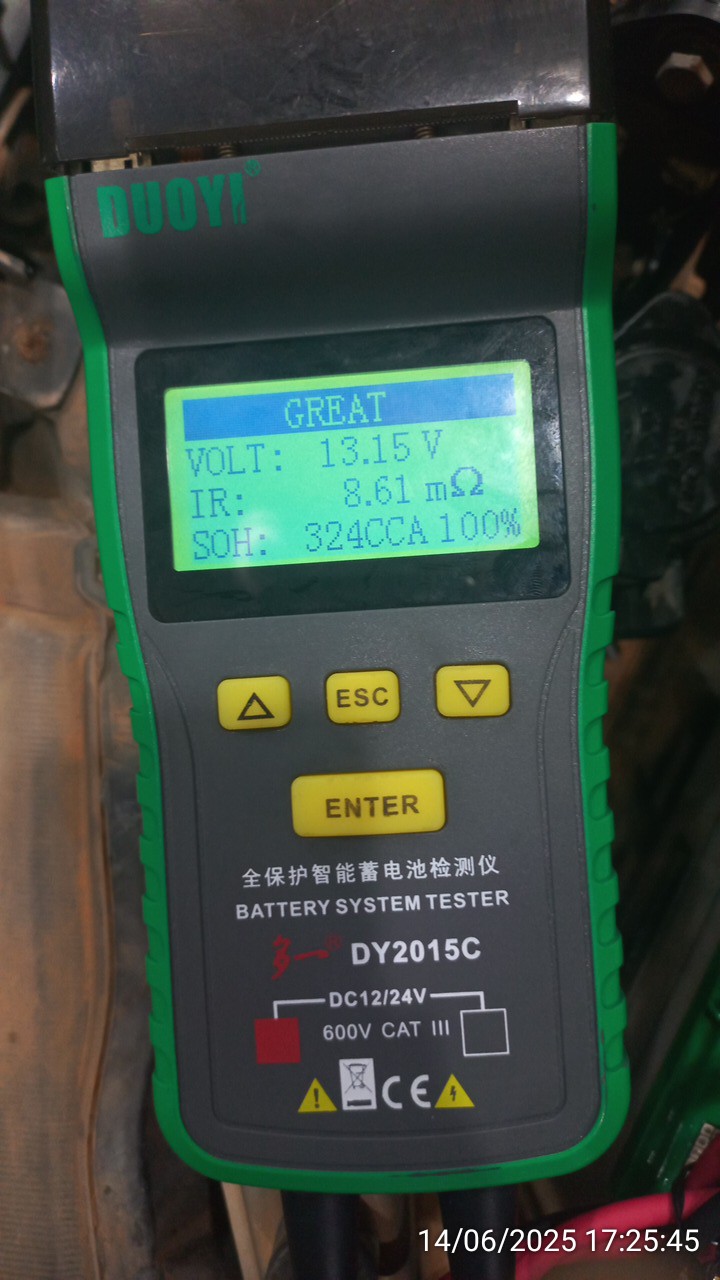 DUOYI®
GREAT
VOLT: 13.15 V
IR: 8.61 mΩ
SOH: 324CCA 100%
ESC
ENTER
全保护智能蓄电池检测仪
BATTERY SYSTEM TESTER
多一® DY2015C
DC12/24V
600V CAT III
CE
14/06/2025 17:25:45